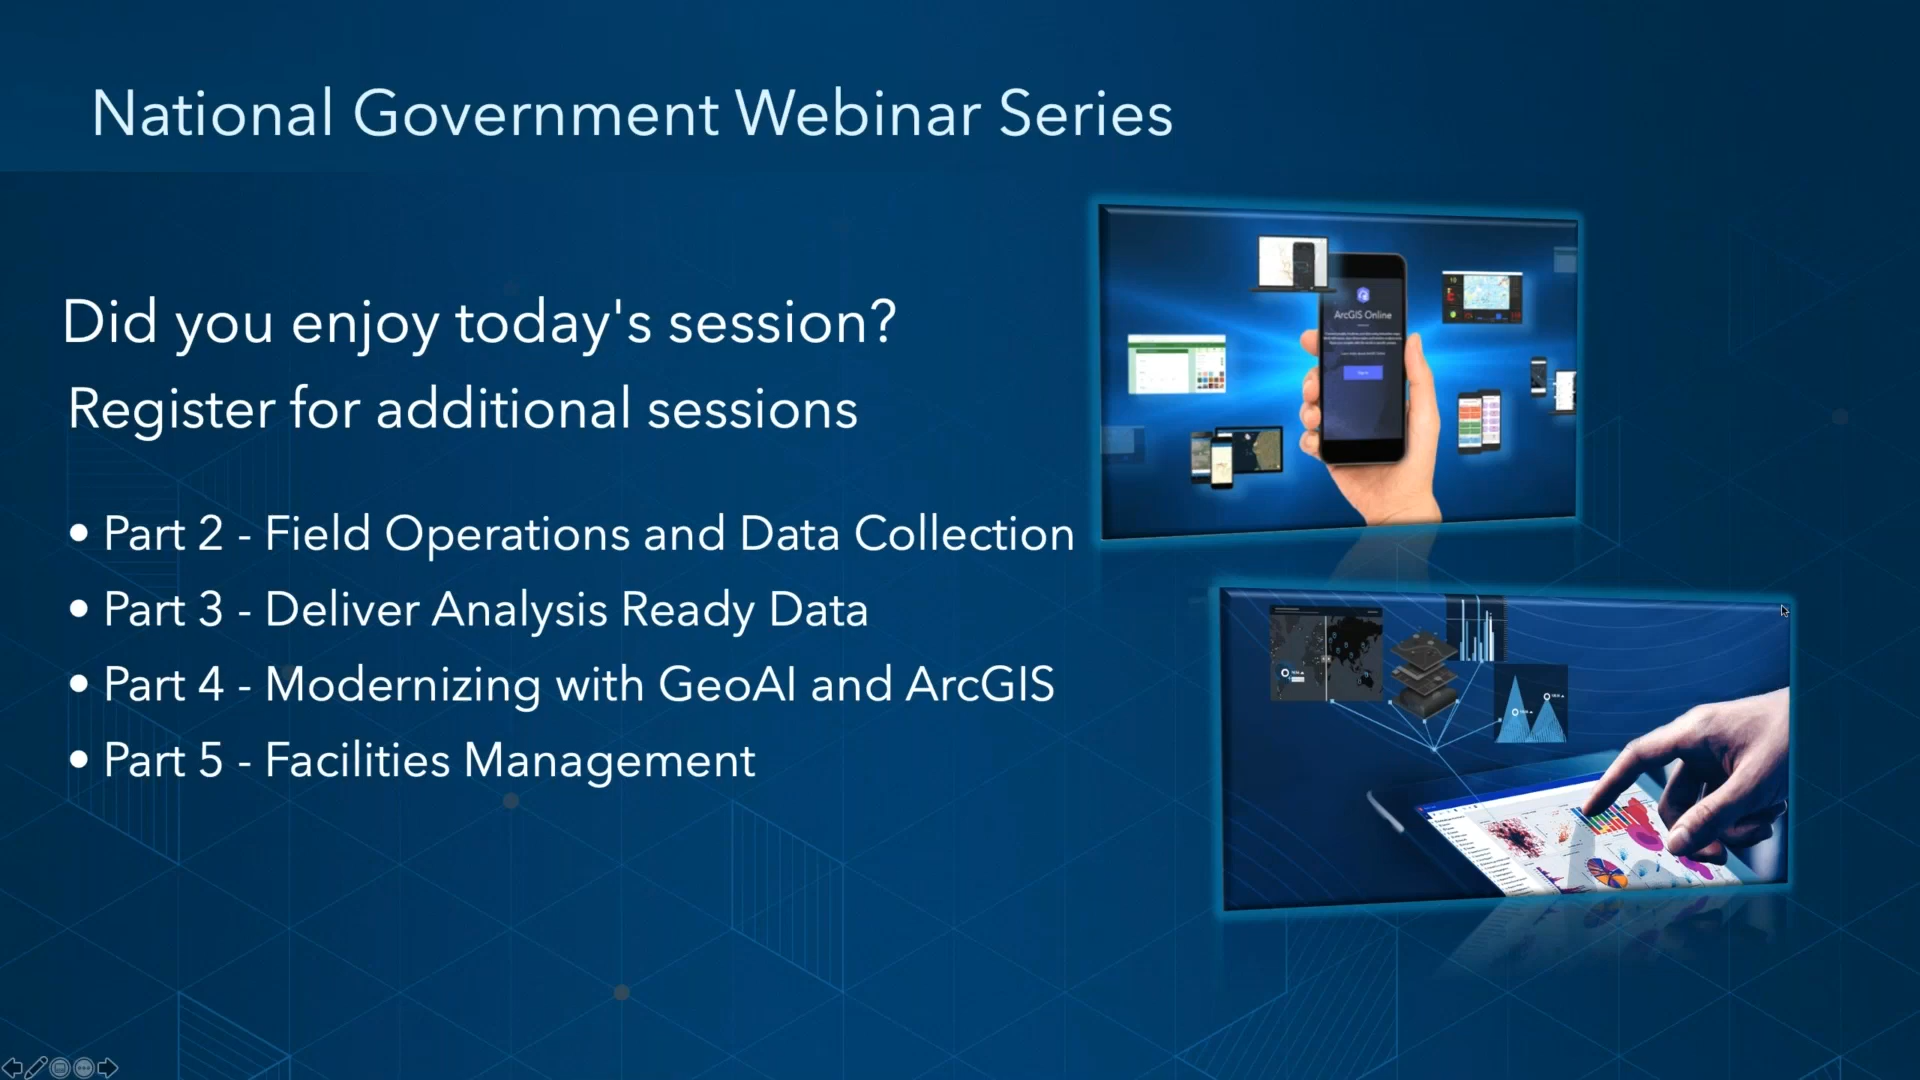 National Government Webinar Series
Did you enjoy today's session?
Register for additional sessions
• Part 2 - Field Operations and Data Collection
• Part 3 - Deliver Analysis Ready Data
• Part 4 - Modernizing with GeoAI and ArcGIS
• Part 5 - Facilities Management
ArcGIS Online